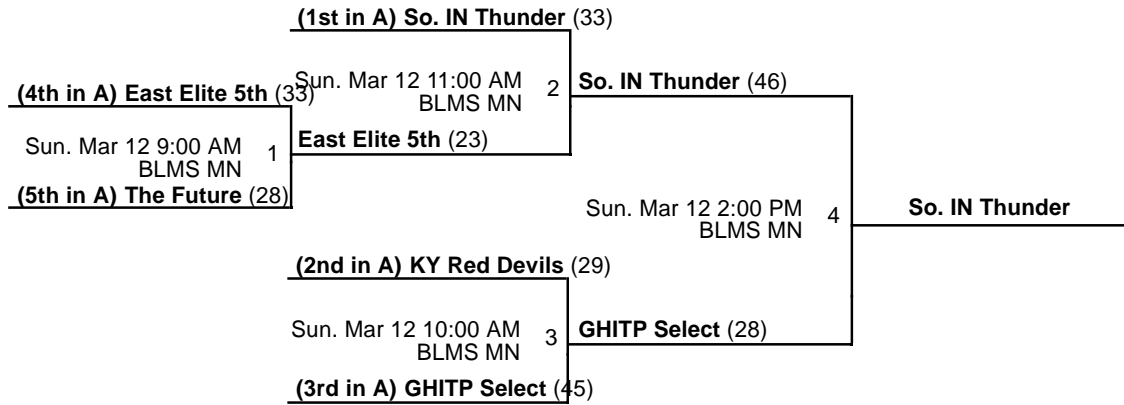 (1st in A) So. IN Thunder (33)
Sun. Mar 12 11:00 AM
BLMS MN
2
So. IN Thunder (46)
(4th in A) East Elite 5th (33)
Sun. Mar 12 9:00 AM
BLMS MN
1
East Elite 5th (23)
(5th in A) The Future (28)
Sun. Mar 12 2:00 PM
BLMS MN
4
So. IN Thunder
(2nd in A) KY Red Devils (29)
Sun. Mar 12 10:00 AM
BLMS MN
3
GHITP Select (28)
(3rd in A) GHITP Select (45)